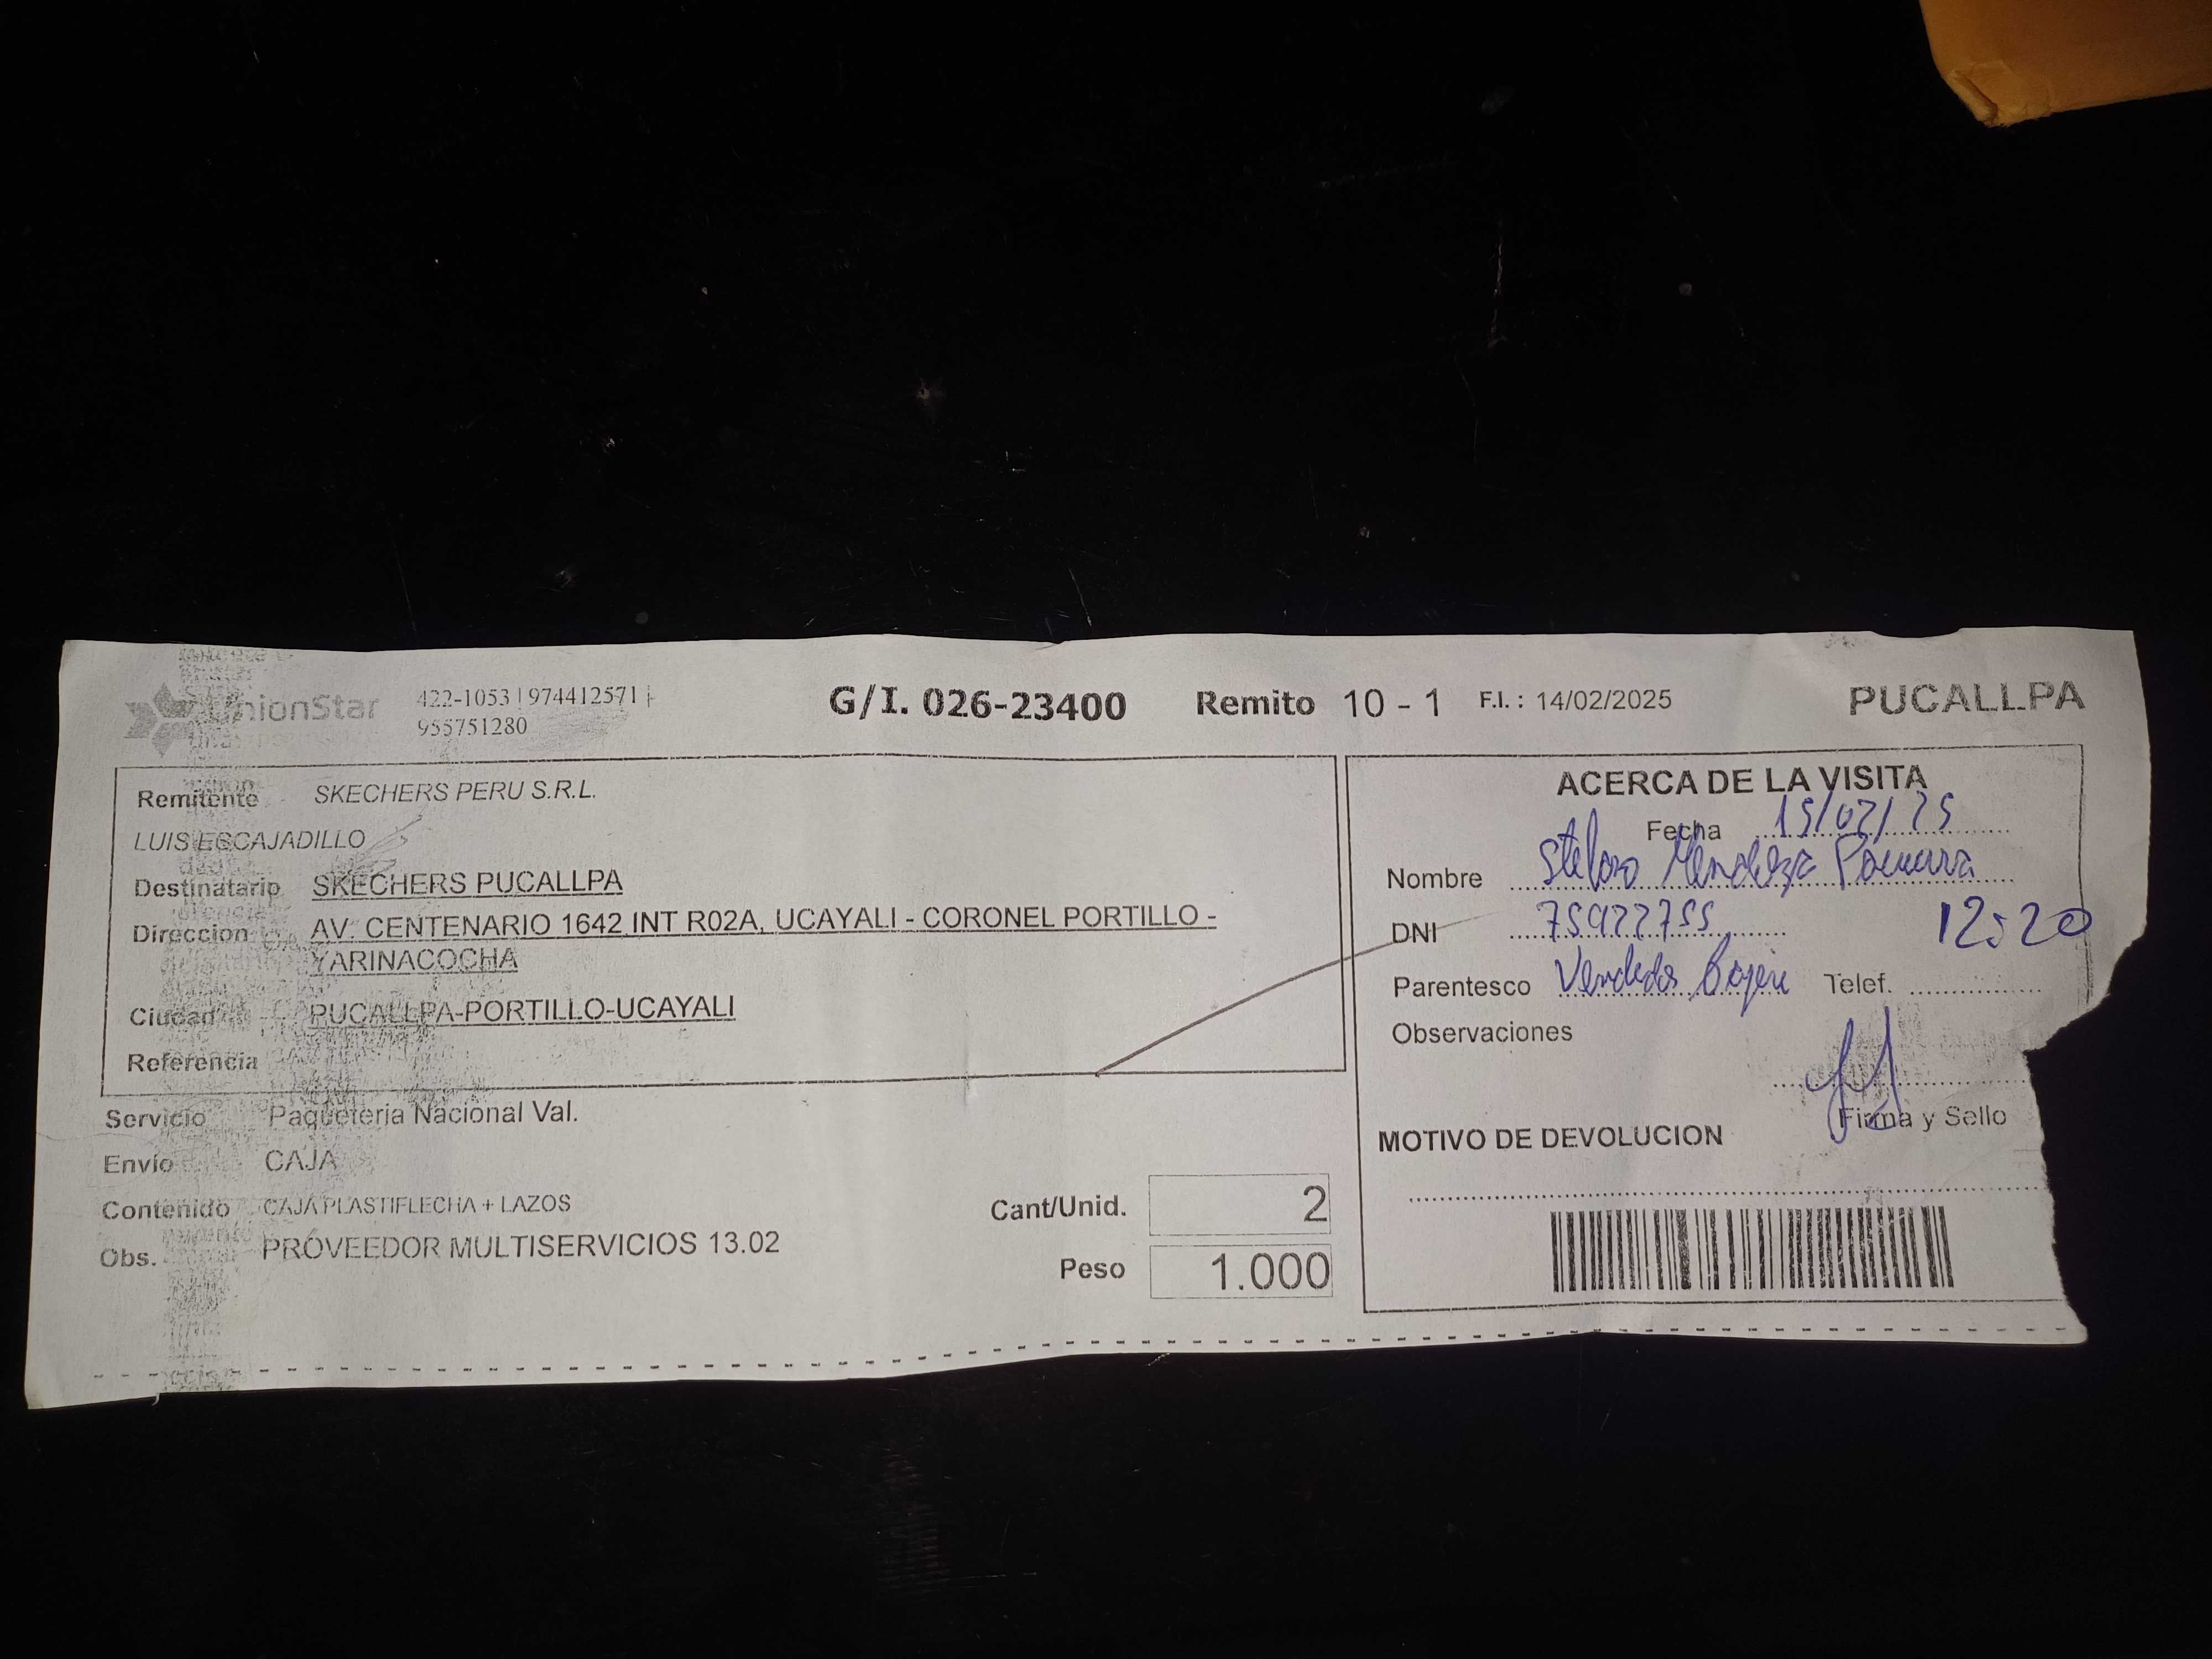 UnionStar 422-1053 | 974412571 |
955751280
G/I. 026-23400 Remito 10 - 1 F.I. : 14/02/2025 PUCALLPA
Remitente SKECHERS PERU S.R.L.
LUIS ESCAJADILLO
Destinatario SKECHERS PUCALLPA
Direccion AV. CENTENARIO 1642 INT R02A, UCAYALI - CORONEL PORTILLO -
YARINACOCHA
Ciudad PUCALLPA-PORTILLO-UCAYALI
Referencia
Servicio Paqueteria Nacional Val.
Envio CAJA
Contenido CAJA PLASTIFLECHA + LAZOS
Obs. PROVEEDOR MULTISERVICIOS 13.02
Cant/Unid. 2
Peso 1.000
ACERCA DE LA VISITA
Fecha 15/02/25
Nombre Mendoza
DNI 75922755 12:20
Parentesco Telef.
Observaciones
Firma y Sello
MOTIVO DE DEVOLUCION